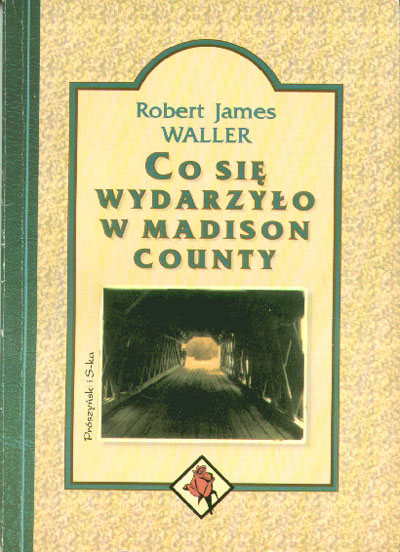 Robert James
WALLER
CO SIĘ
WYDARZYŁO
W MADISON
COUNTY
Prószyński i S-ka